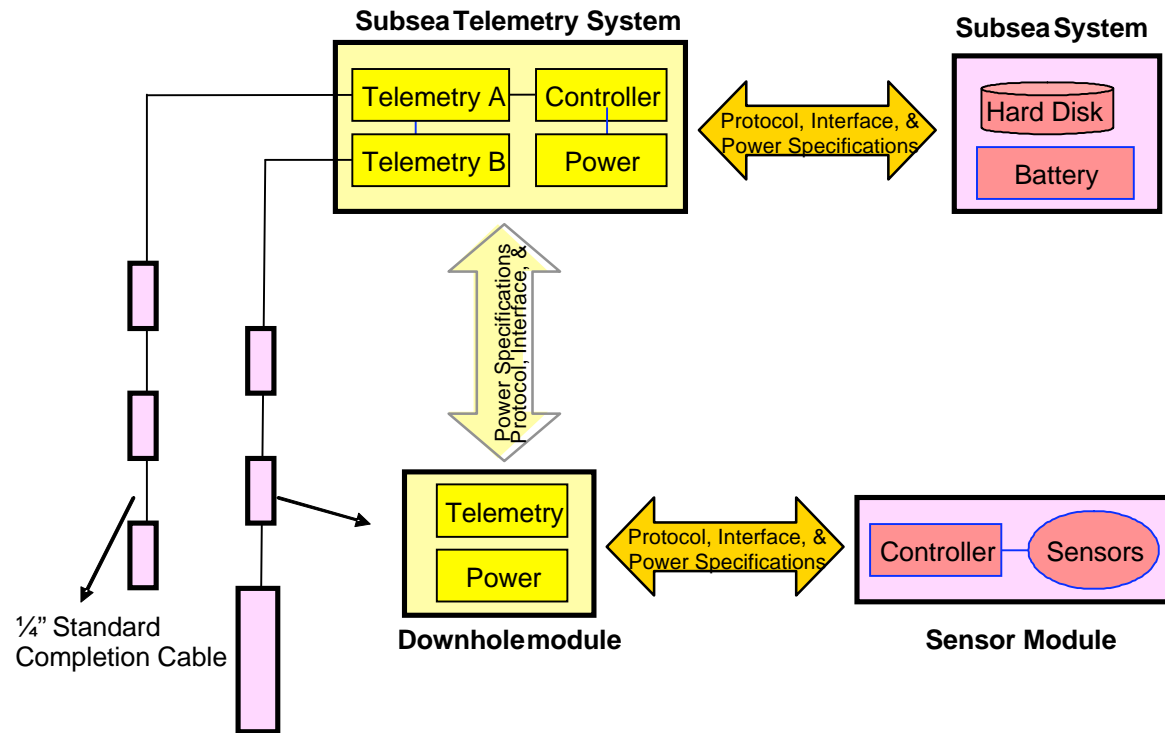 Subsea Telemetry System
Subsea System
Telemetry A
Controller
Telemetry B
Power
Protocol, Interface, &
Power Specifications
Hard Disk
Battery
Protocol, Interface, &
Power Specifications
Telemetry
Power
Downhole module
Protocol, Interface, &
Power Specifications
Controller
Sensors
Sensor Module
¼” Standard
Completion Cable